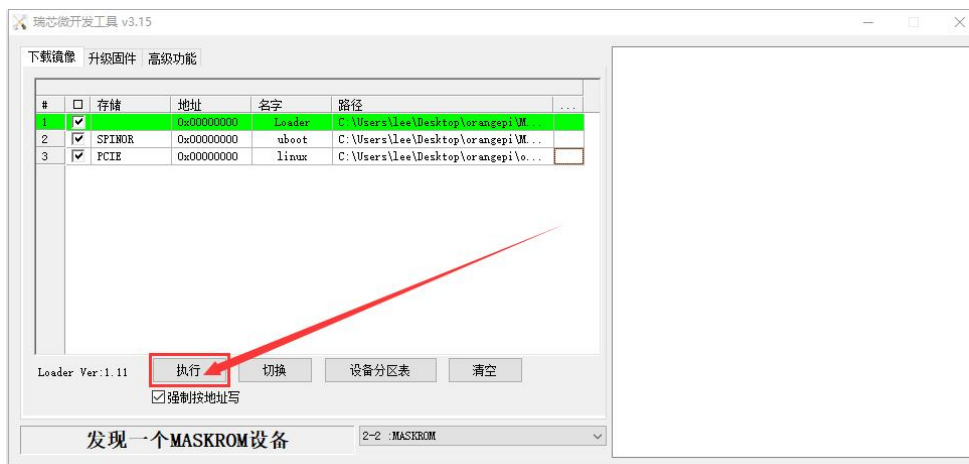 瑞芯微开发工具 v3.15
下载镜像 升级固件 高级功能
# 存储 地址 名字 路径 ...
1 0x00000000 Loader C:\Users\lee\Desktop\orangepi\M...
2 SPINOR 0x00000000 uboot C:\Users\lee\Desktop\orangepi\M...
3 PCIE 0x00000000 linux C:\Users\lee\Desktop\orangepi\o...
Loader Ver:1.11 执行 切换 设备分区表 清空
强制按地址写
发现一个MASKROM设备 2-2 :MASKROM